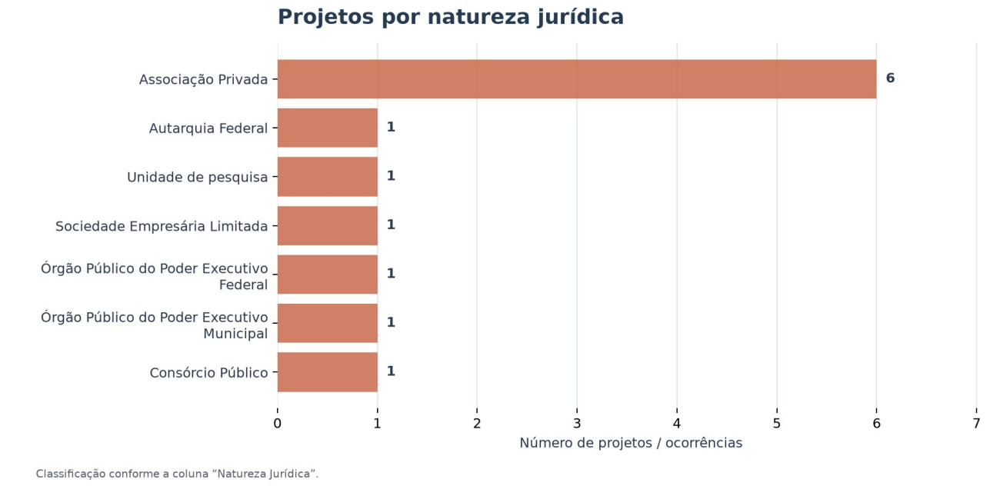 Projetos por natureza jurídica
Associação Privada
6
Autarquia Federal
1
Unidade de pesquisa
1
Sociedade Empresária Limitada
1
Órgão Público do Poder Executivo
Federal
1
Órgão Público do Poder Executivo
Municipal
1
Consórcio Público
1
0 1 2 3 4 5 6 7
Número de projetos / ocorrências
Classificação conforme a coluna “Natureza Jurídica”.